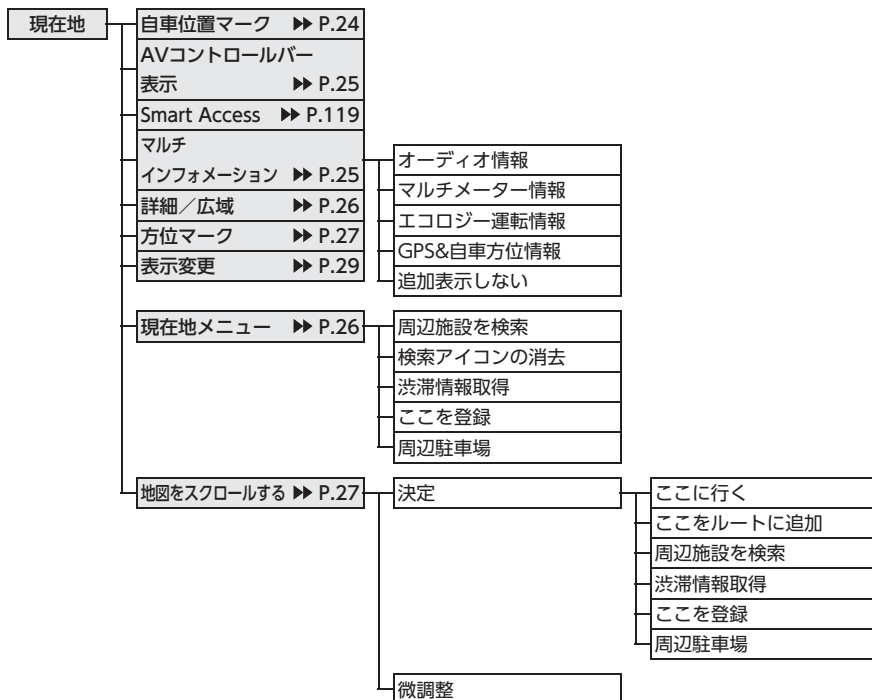 現在地
自車位置マーク ▶▶ P.24
AVコントロールバー
表示 ▶▶ P.25
Smart Access ▶▶ P.119
マルチ
インフォメーション ▶▶ P.25
オーディオ情報
マルチメーター情報
エコロジー運転情報
GPS&自車方位情報
追加表示しない
詳細／広域 ▶▶ P.26
方位マーク ▶▶ P.27
表示変更 ▶▶ P.29
現在地メニュー ▶▶ P.26
周辺施設を検索
検索アイコンの消去
渋滞情報取得
ここを登録
周辺駐車場
地図をスクロールする ▶▶ P.27
決定
ここに行く
ここをルートに追加
周辺施設を検索
渋滞情報取得
ここを登録
周辺駐車場
微調整